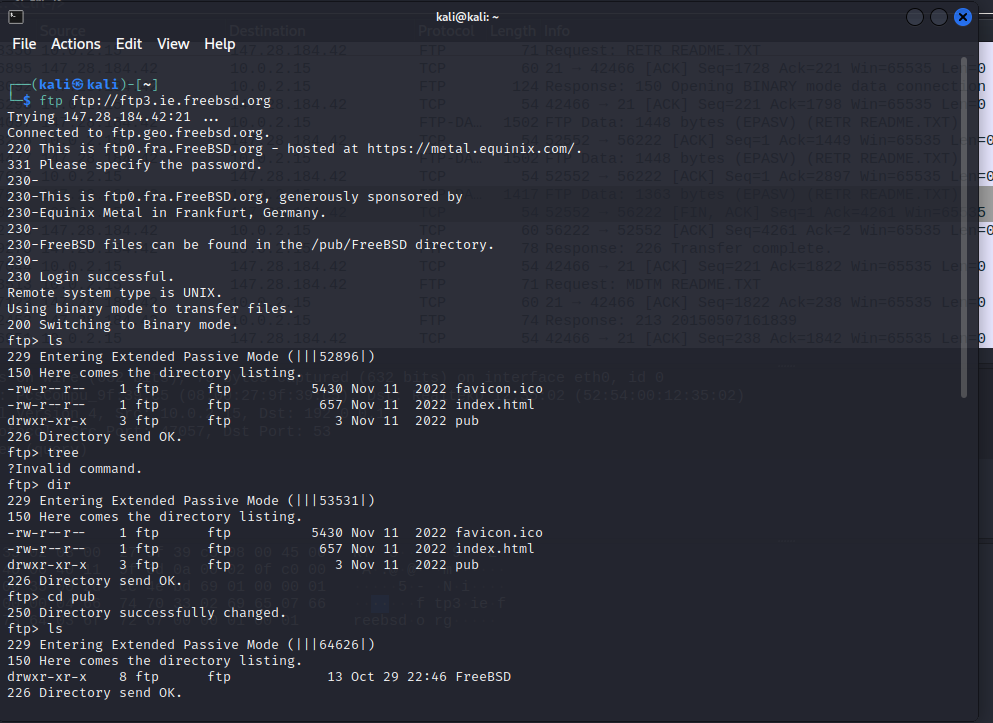 kali@kali: ~
File Actions Edit View Help
┌──(kali㉿kali)-[~]
└─$ ftp ftp://ftp3.ie.freebsd.org
Trying 147.28.184.42:21 ...
Connected to ftp.geo.freebsd.org.
220 This is ftp0.fra.FreeBSD.org - hosted at https://metal.equinix.com/.
331 Please specify the password.
230-
230-This is ftp0.fra.FreeBSD.org, generously sponsored by
230-Equinix Metal in Frankfurt, Germany.
230-
230-FreeBSD files can be found in the /pub/FreeBSD directory.
230-
230 Login successful.
Remote system type is UNIX.
Using binary mode to transfer files.
200 Switching to Binary mode.
ftp> ls
229 Entering Extended Passive Mode (|||52896|)
150 Here comes the directory listing.
-rw-r--r-- 1 ftp ftp 5430 Nov 11 2022 favicon.ico
-rw-r--r-- 1 ftp ftp 657 Nov 11 2022 index.html
drwxr-xr-x 3 ftp ftp 3 Nov 11 2022 pub
226 Directory send OK.
ftp> tree
?Invalid command.
ftp> dir
229 Entering Extended Passive Mode (|||53531|)
150 Here comes the directory listing.
-rw-r--r-- 1 ftp ftp 5430 Nov 11 2022 favicon.ico
-rw-r--r-- 1 ftp ftp 657 Nov 11 2022 index.html
drwxr-xr-x 3 ftp ftp 3 Nov 11 2022 pub
226 Directory send OK.
ftp> cd pub
250 Directory successfully changed.
ftp> ls
229 Entering Extended Passive Mode (|||64626|)
150 Here comes the directory listing.
drwxr-xr-x 8 ftp ftp 13 Oct 29 22:46 FreeBSD
226 Directory send OK.